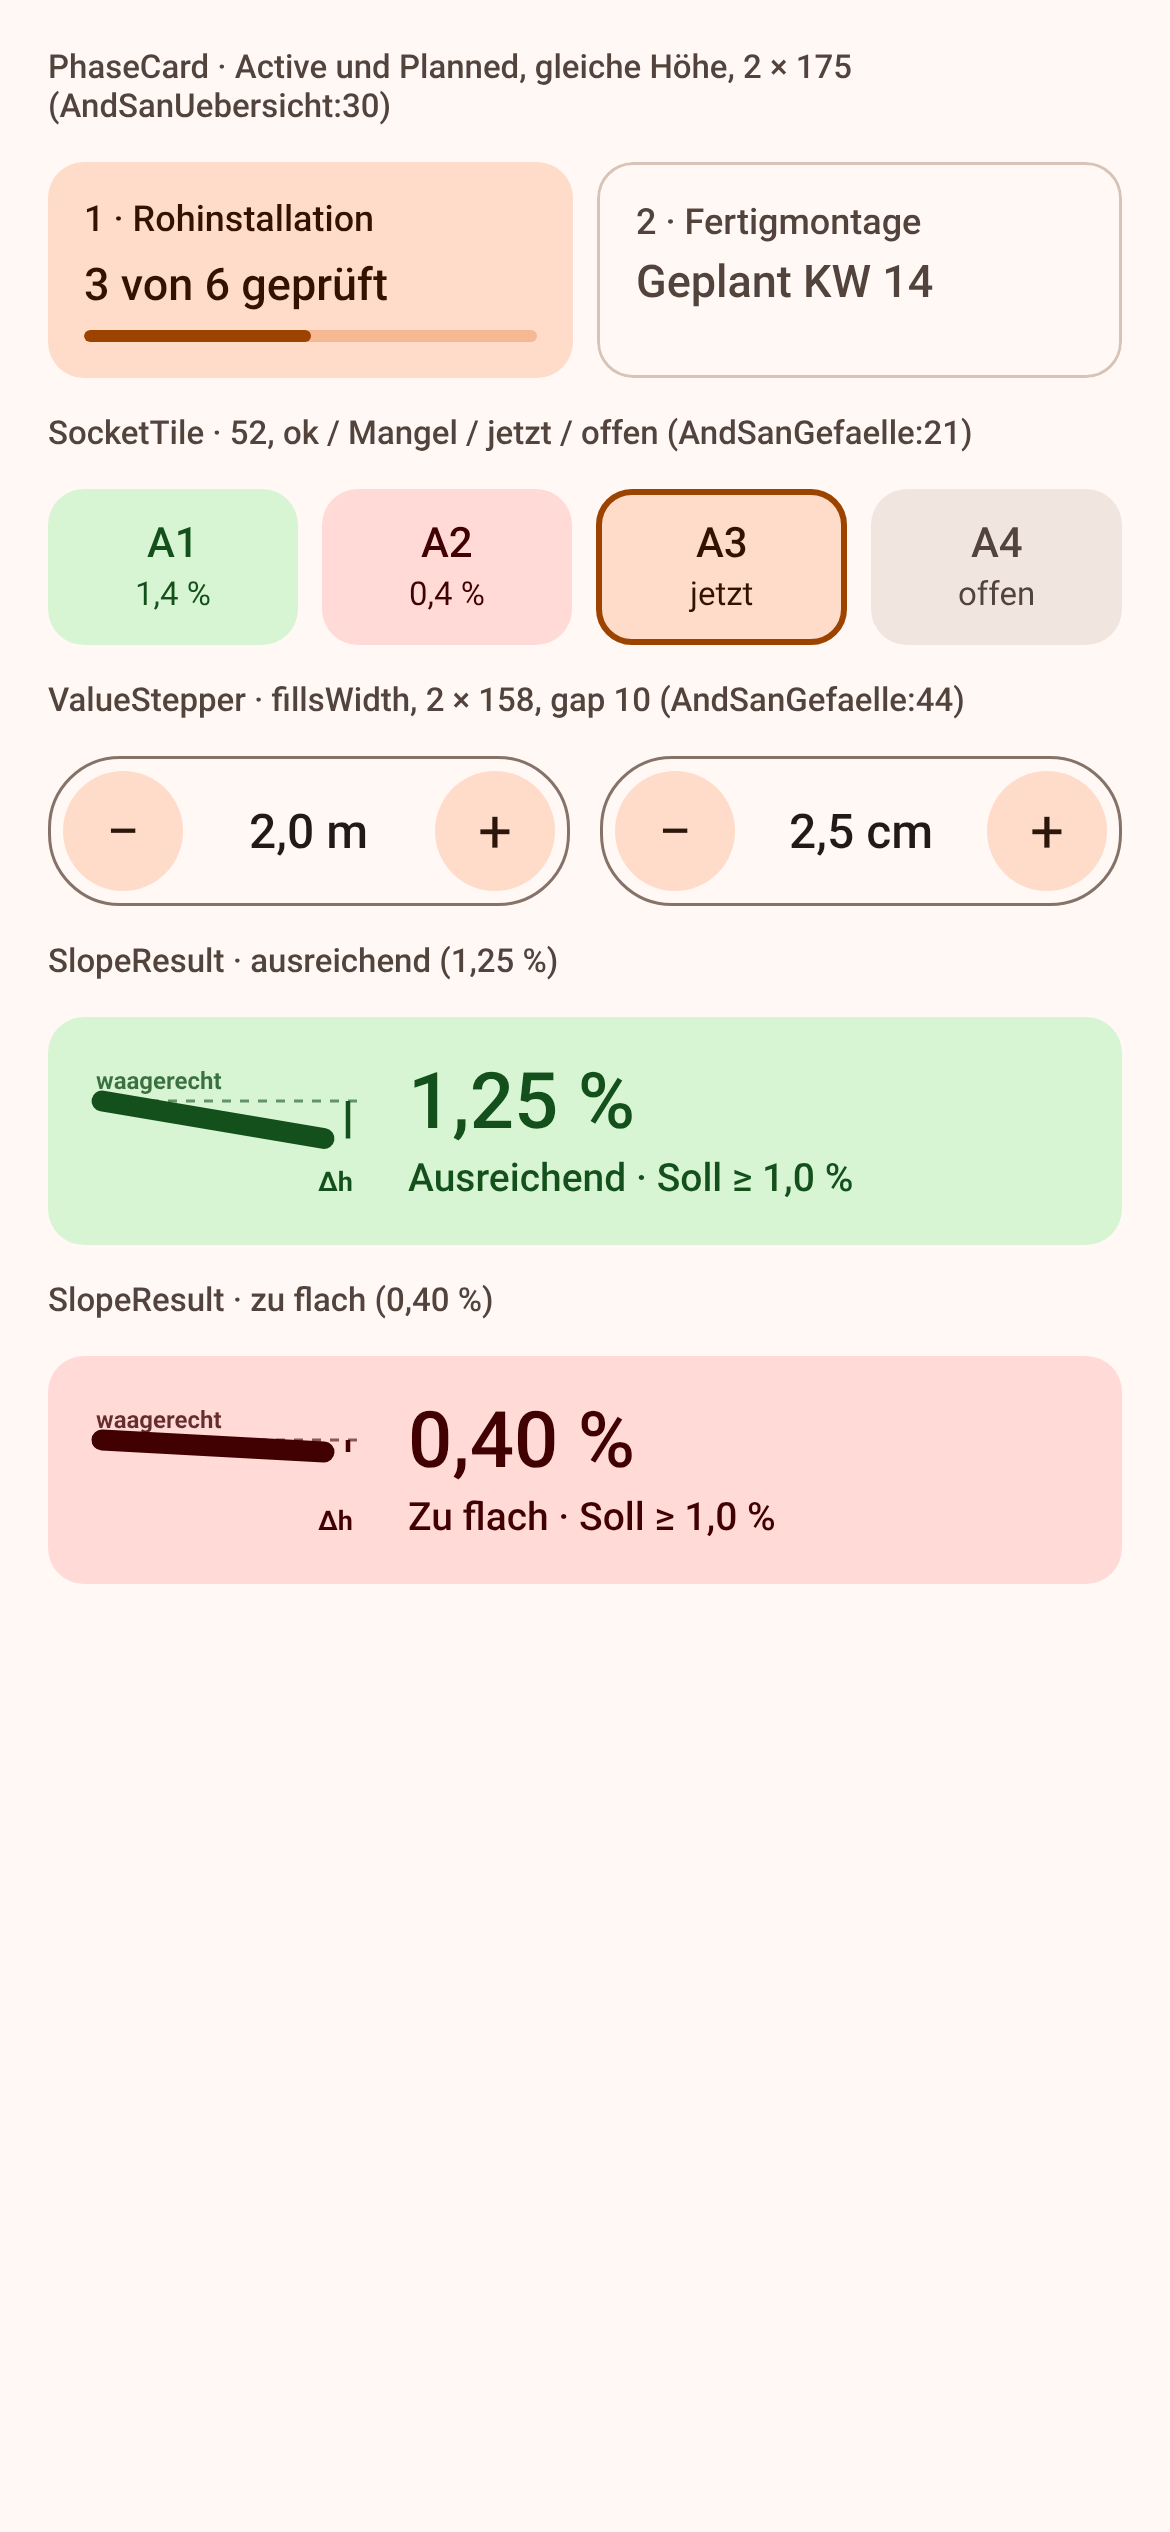 PhaseCard · Active und Planned, gleiche Höhe, 2 × 175
(AndSanUebersicht:30)
1 · Rohinstallation
3 von 6 geprüft
2 · Fertigmontage
Geplant KW 14
SocketTile · 52, ok / Mangel / jetzt / offen (AndSanGefaelle:21)
A1
1,4 %
A2
0,4 %
A3
jetzt
A4
offen
ValueStepper · fillsWidth, 2 × 158, gap 10 (AndSanGefaelle:44)
− 2,0 m +
− 2,5 cm +
SlopeResult · ausreichend (1,25 %)
waagerecht
Δh
1,25 %
Ausreichend · Soll ≥ 1,0 %
SlopeResult · zu flach (0,40 %)
waagerecht
Δh
0,40 %
Zu flach · Soll ≥ 1,0 %